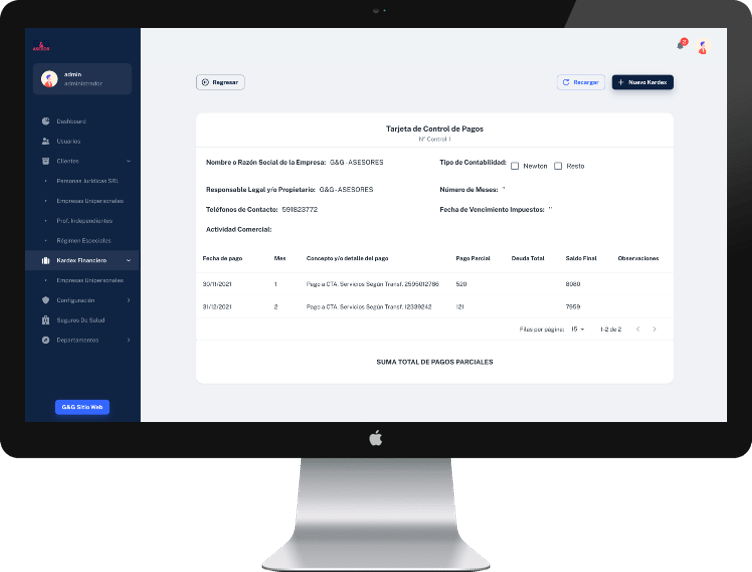 2
ASESOR
admin
administrador
Regresar
Recargar
+ Nuevo Kardex
Dashboard
Usuarios
Clientes
Personas Jurídicas SRL
Empresas Unipersonales
Prof. Independientes
Régimen Especiales
Kardex Financiero
Empresas Unipersonales
Configuración
Seguros De Salud
Departamentos
G&G Sitio Web
Tarjeta de Control de Pagos
N° Control 1
Nombre o Razón Social de la Empresa: G&G - ASESORES
Tipo de Contabilidad: Newton Resto
Responsable Legal y/o Propietario: G&G - ASESORES
Número de Meses: "
Teléfonos de Contacto: 591823772
Fecha de Vencimiento Impuestos: "
Actividad Comercial:
Fecha de pago Mes Concepto y/o detalle del pago Pago Parcial Deuda Total Saldo Final Observaciones
30/11/2021 1 Pago a CTA. Servicios Según Transf. 2505012786 529 8080
31/12/2021 2 Pago a CTA. Servicios Según Transf. 12339242 121 7959
Filas por página: 15 1-2 de 2
SUMA TOTAL DE PAGOS PARCIALES